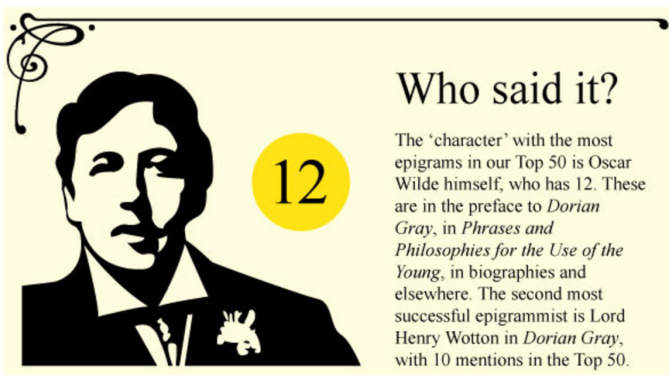 Who said it?
12
The ‘character’ with the most
epigrams in our Top 50 is Oscar
Wilde himself, who has 12. These
are in the preface to Dorian
Gray, in Phrases and
Philosophies for the Use of the
Young, in biographies and
elsewhere. The second most
successful epigrammist is Lord
Henry Wotton in Dorian Gray,
with 10 mentions in the Top 50.